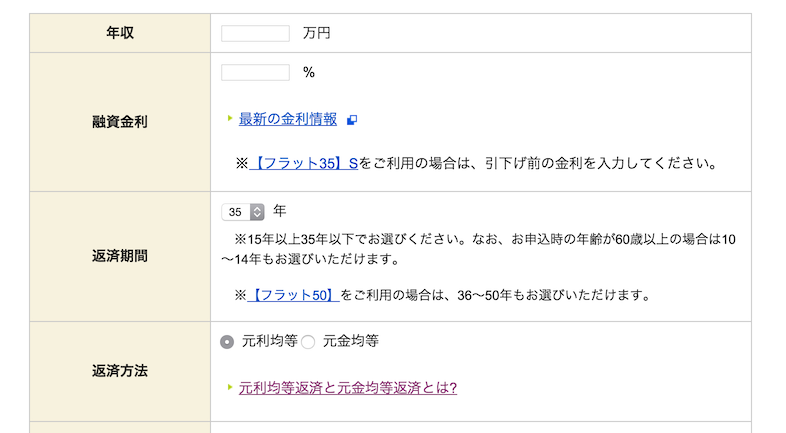 年収
万円
融資金利
%
最新の金利情報
※【フラット35】Sをご利用の場合は、引下げ前の金利を入力してください。
返済期間
35 年
※15年以上35年以下でお選びください。なお、お申込時の年齢が60歳以上の場合は10
～14年もお選びいただけます。
※【フラット50】をご利用の場合は、36～50年もお選びいただけます。
返済方法
元利均等 元金均等
元利均等返済と元金均等返済とは?